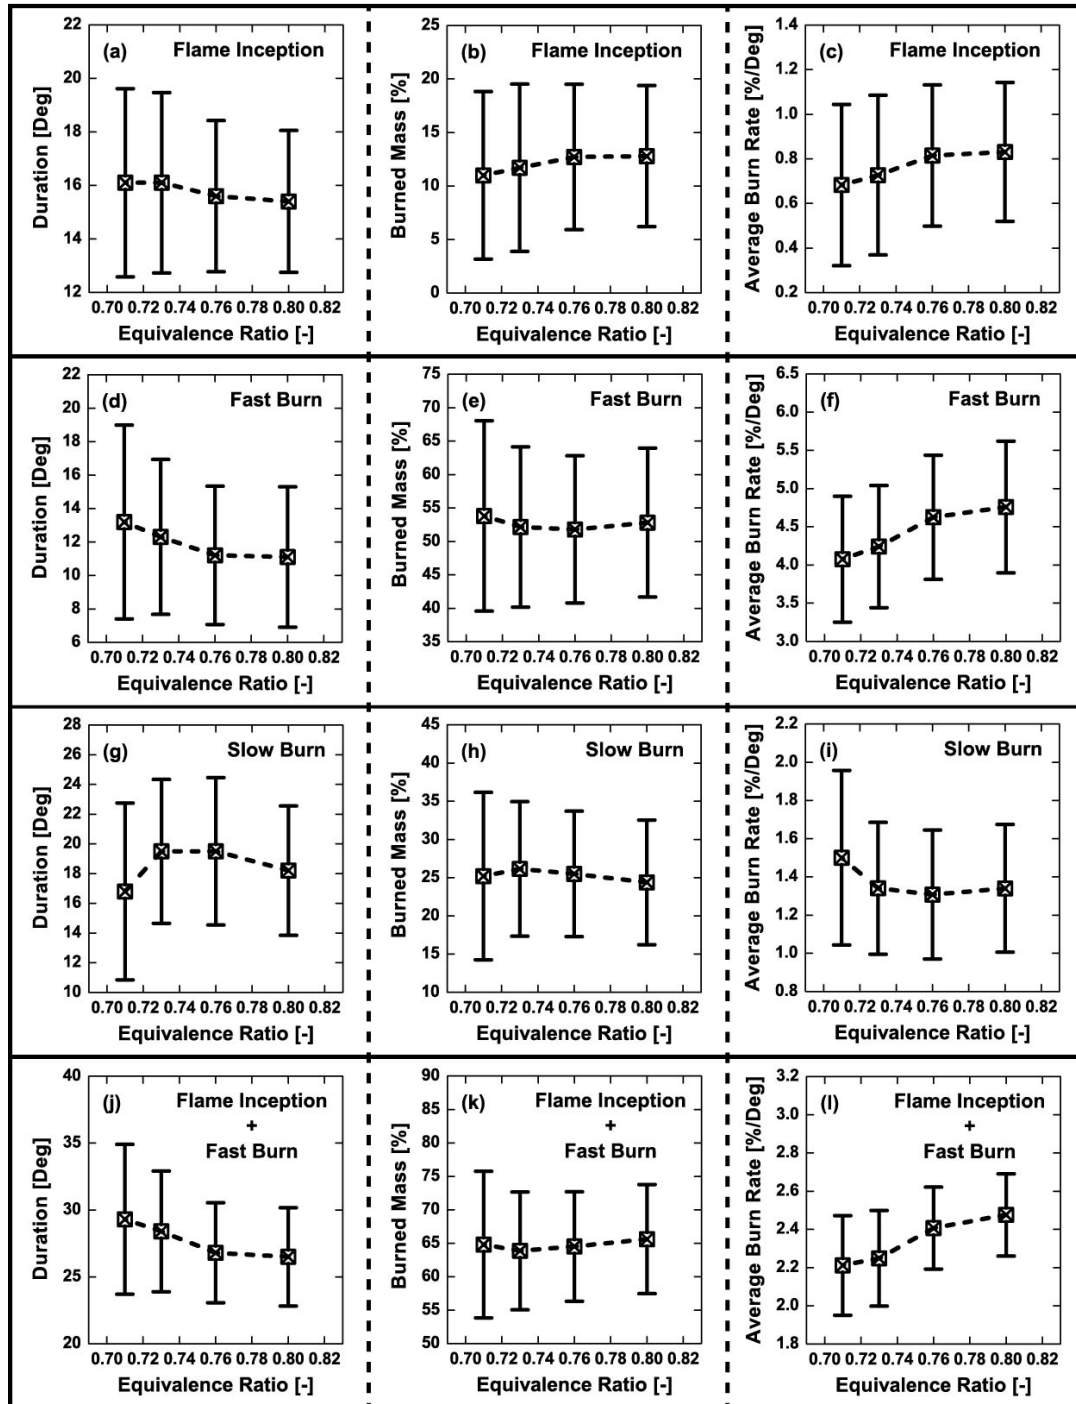 (a) Flame Inception
Duration [Deg]
22
20
18
16
14
12
0.70 0.72 0.74 0.76 0.78 0.80 0.82
Equivalence Ratio [-]
(b) Flame Inception
Burned Mass [%]
25
20
15
10
5
0
0.70 0.72 0.74 0.76 0.78 0.80 0.82
Equivalence Ratio [-]
(c) Flame Inception
Average Burn Rate [%/Deg]
1.4
1.2
1.0
0.8
0.6
0.4
0.2
0.70 0.72 0.74 0.76 0.78 0.80 0.82
Equivalence Ratio [-]
(d) Fast Burn
Duration [Deg]
22
20
18
16
14
12
10
8
6
0.70 0.72 0.74 0.76 0.78 0.80 0.82
Equivalence Ratio [-]
(e) Fast Burn
Burned Mass [%]
75
70
65
60
55
50
45
40
35
0.70 0.72 0.74 0.76 0.78 0.80 0.82
Equivalence Ratio [-]
(f) Fast Burn
Average Burn Rate [%/Deg]
6.5
6.0
5.5
5.0
4.5
4.0
3.5
3.0
0.70 0.72 0.74 0.76 0.78 0.80 0.82
Equivalence Ratio [-]
(g) Slow Burn
Duration [Deg]
28
26
24
22
20
18
16
14
12
10
0.70 0.72 0.74 0.76 0.78 0.80 0.82
Equivalence Ratio [-]
(h) Slow Burn
Burned Mass [%]
45
40
35
30
25
20
15
10
0.70 0.72 0.74 0.76 0.78 0.80 0.82
Equivalence Ratio [-]
(i) Slow Burn
Average Burn Rate [%/Deg]
2.2
2.0
1.8
1.6
1.4
1.2
1.0
0.8
0.70 0.72 0.74 0.76 0.78 0.80 0.82
Equivalence Ratio [-]
(j) Flame Inception
+
Fast Burn
Duration [Deg]
40
35
30
25
20
0.70 0.72 0.74 0.76 0.78 0.80 0.82
Equivalence Ratio [-]
(k) Flame Inception
+
Fast Burn
Burned Mass [%]
90
85
80
75
70
65
60
55
50
0.70 0.72 0.74 0.76 0.78 0.80 0.82
Equivalence Ratio [-]
(l) Flame Inception
+
Fast Burn
Average Burn Rate [%/Deg]
3.2
3.0
2.8
2.6
2.4
2.2
2.0
1.8
0.70 0.72 0.74 0.76 0.78 0.80 0.82
Equivalence Ratio [-]